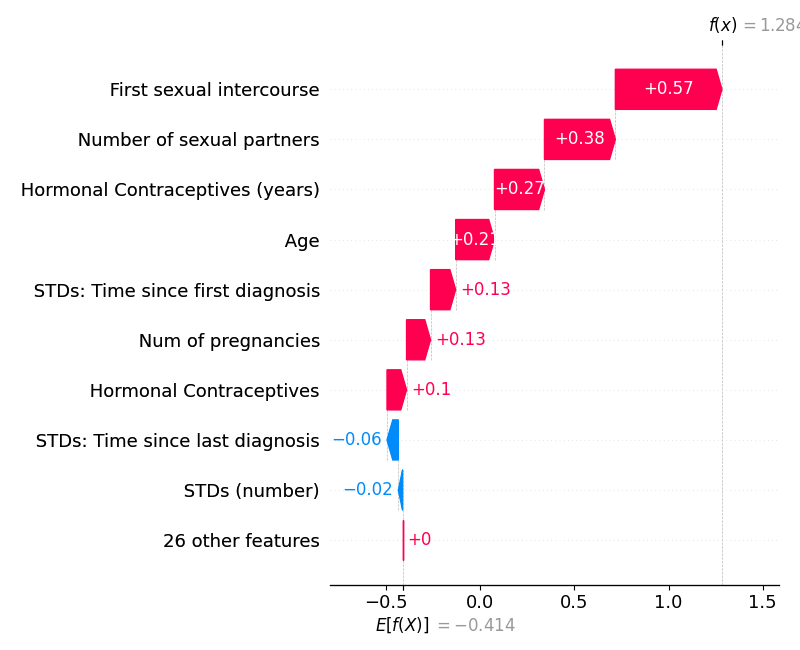 f(x) = 1.284
First sexual intercourse +0.57
Number of sexual partners +0.38
Hormonal Contraceptives (years) +0.27
Age +0.21
STDs: Time since first diagnosis +0.13
Num of pregnancies +0.13
Hormonal Contraceptives +0.1
STDs: Time since last diagnosis −0.06
STDs (number) −0.02
26 other features +0
−0.5 0.0 0.5 1.0 1.5
E[f(X)] = −0.414